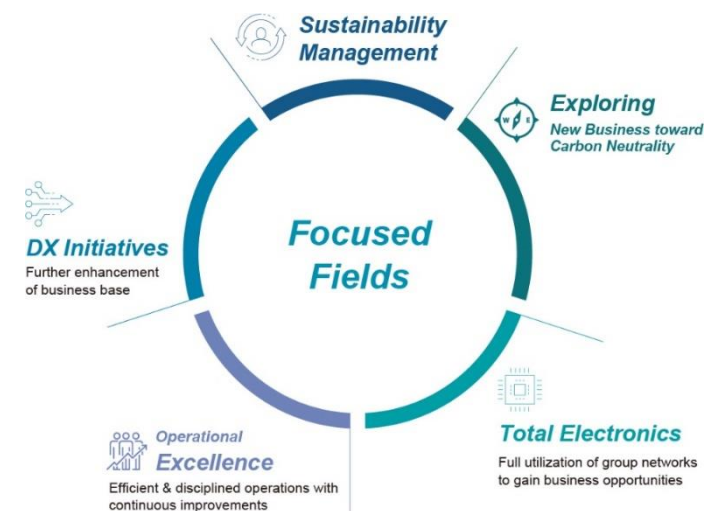 Sustainability
Management
Exploring
New Business toward
Carbon Neutrality
W E
Focused
Fields
DX Initiatives
Further enhancement
of business base
Total Electronics
Full utilization of group networks
to gain business opportunities
Operational
Excellence
Efficient & disciplined operations with
continuous improvements